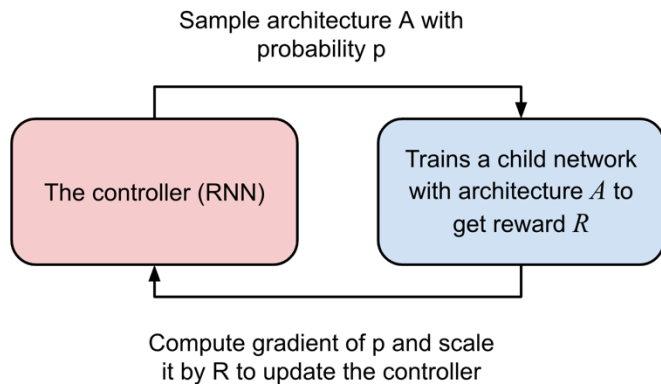 Sample architecture A with
probability p
The controller (RNN)
Trains a child network
with architecture A to
get reward R
Compute gradient of p and scale
it by R to update the controller